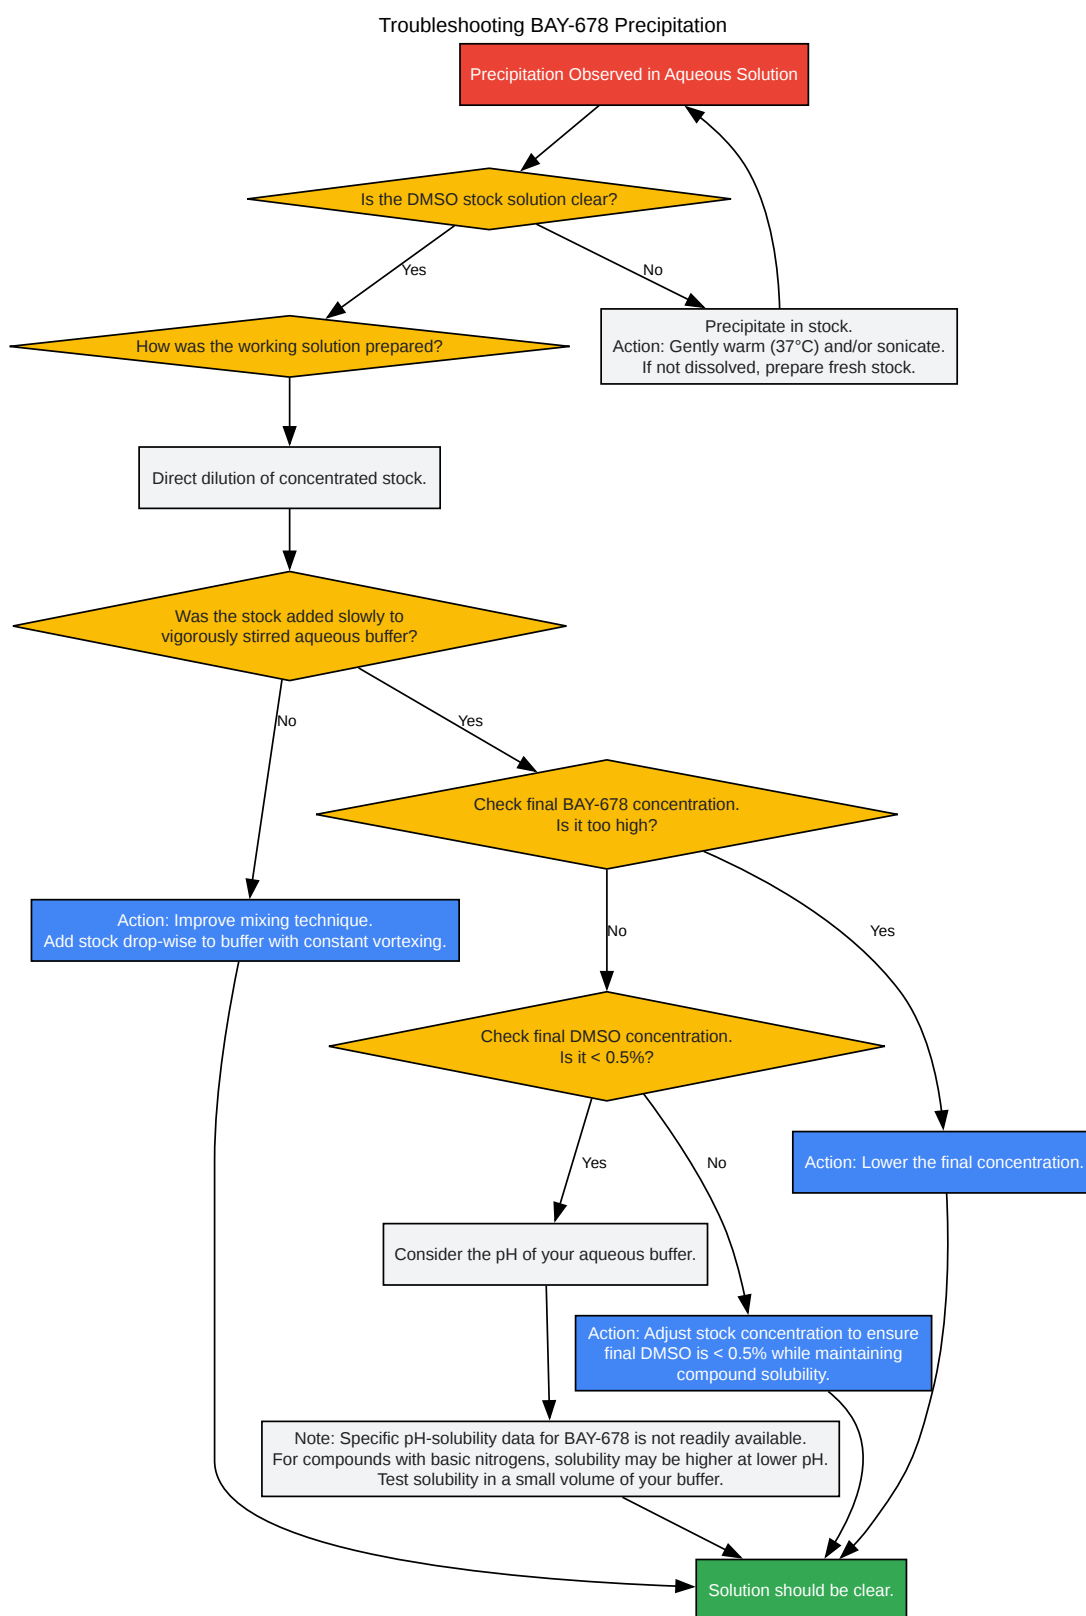 Troubleshooting BAY-678 Precipitation
Precipitation Observed in Aqueous Solution
Is the DMSO stock solution clear?
Yes
No
How was the working solution prepared?
Precipitate in stock.
Action: Gently warm (37°C) and/or sonicate.
If not dissolved, prepare fresh stock.
Direct dilution of concentrated stock.
Was the stock added slowly to
vigorously stirred aqueous buffer?
No
Yes
Check final BAY-678 concentration.
Is it too high?
Action: Improve mixing technique.
Add stock drop-wise to buffer with constant vortexing.
No
Yes
Check final DMSO concentration.
Is it < 0.5%?
Yes
No
Action: Lower the final concentration.
Consider the pH of your aqueous buffer.
Action: Adjust stock concentration to ensure
final DMSO is < 0.5% while maintaining
compound solubility.
Note: Specific pH-solubility data for BAY-678 is not readily available.
For compounds with basic nitrogens, solubility may be higher at lower pH.
Test solubility in a small volume of your buffer.
Solution should be clear.